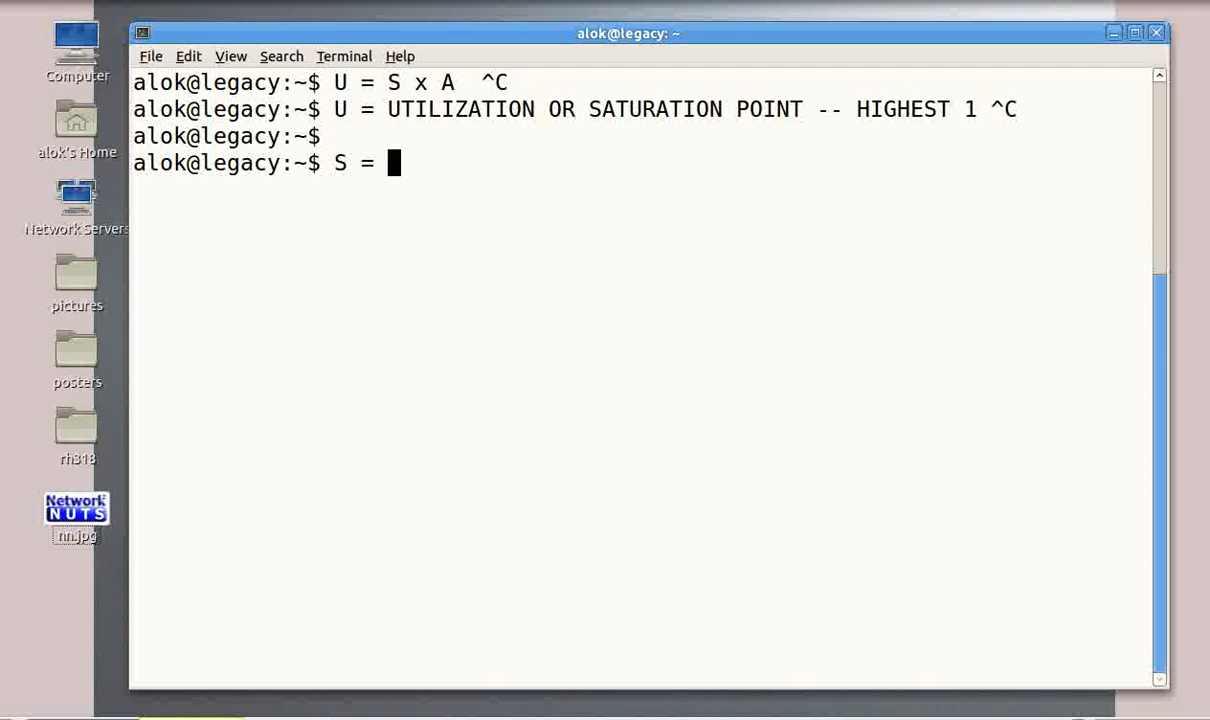 alok@legacy: ~
File Edit View Search Terminal Help
alok@legacy:~$ U = S x A  ^C
alok@legacy:~$ U = UTILIZATION OR SATURATION POINT -- HIGHEST 1 ^C
alok@legacy:~$
alok@legacy:~$ S =
Computer
alok's Home
Network Servers
pictures
posters
rh318
Network
NUTS
nn.jpg